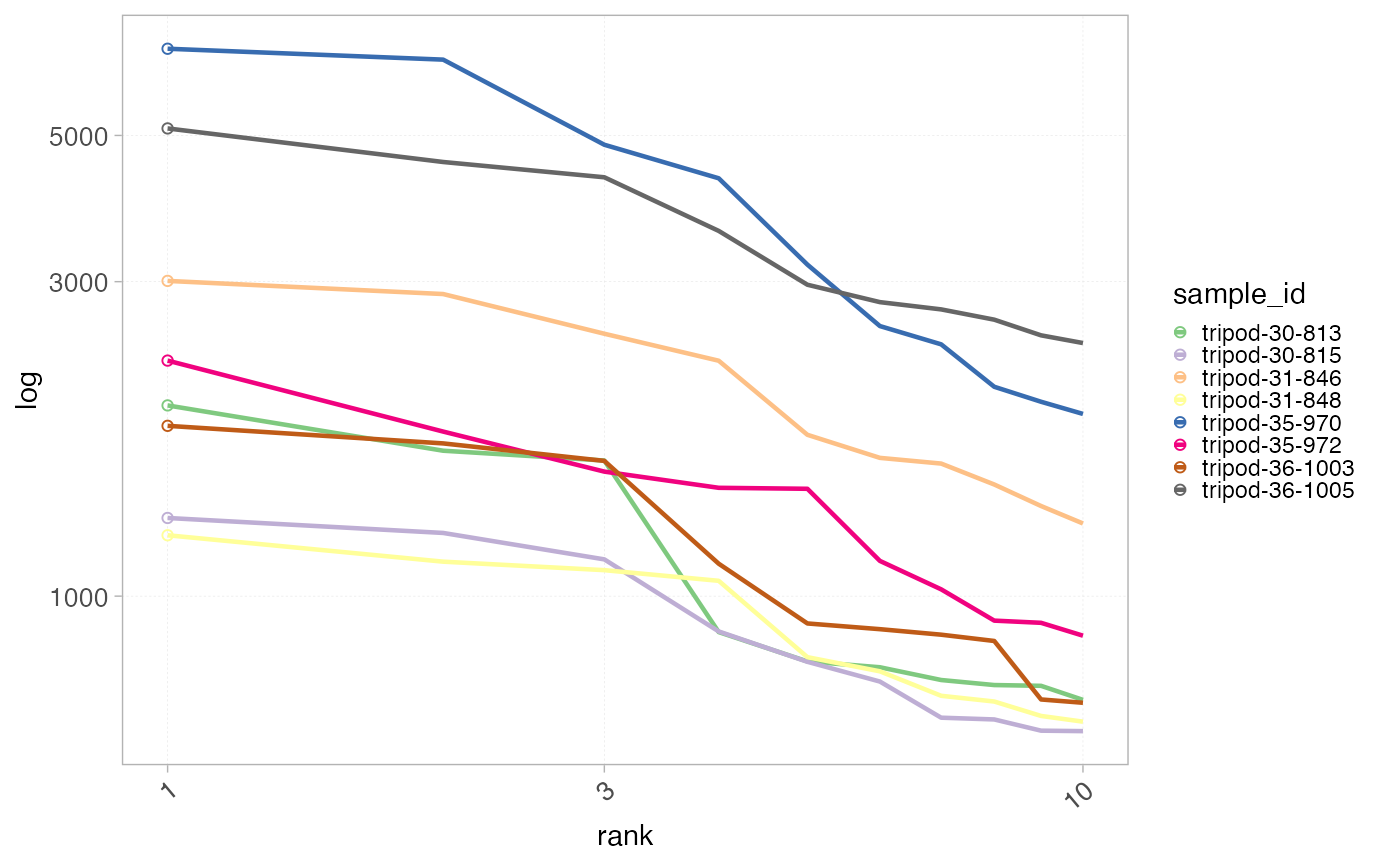 5000
3000
1000
log
1
3
10
rank
sample_id
tripod-30-813
tripod-30-815
tripod-31-846
tripod-31-848
tripod-35-970
tripod-35-972
tripod-36-1003
tripod-36-1005